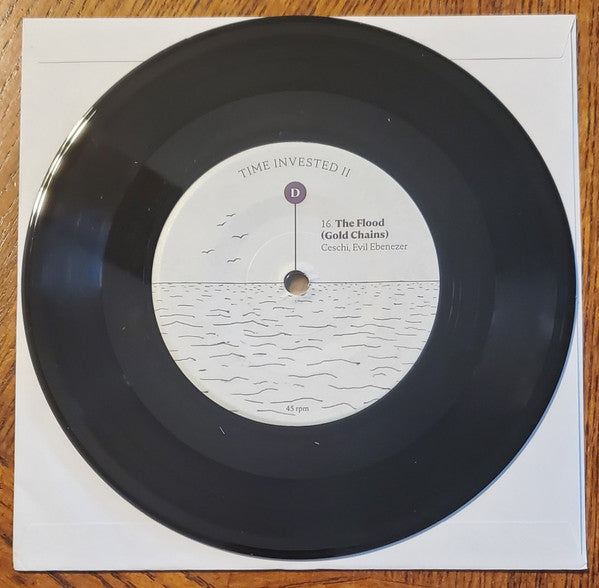 TIME INVESTED II
D
16. The Flood
(Gold Chains)
Ceschi, Evil Ebenezer
45 rpm